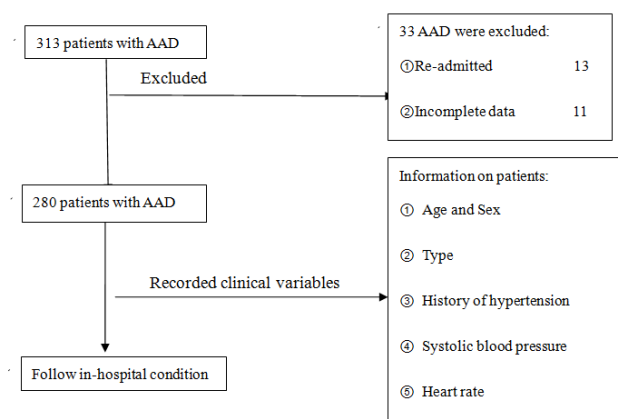 313 patients with AAD
33 AAD were excluded:
①Re-admitted 13
②Incomplete data 11
Excluded
280 patients with AAD
Information on patients:
① Age and Sex
② Type
③ History of hypertension
④ Systolic blood pressure
⑤ Heart rate
Recorded clinical variables
Follow in-hospital condition